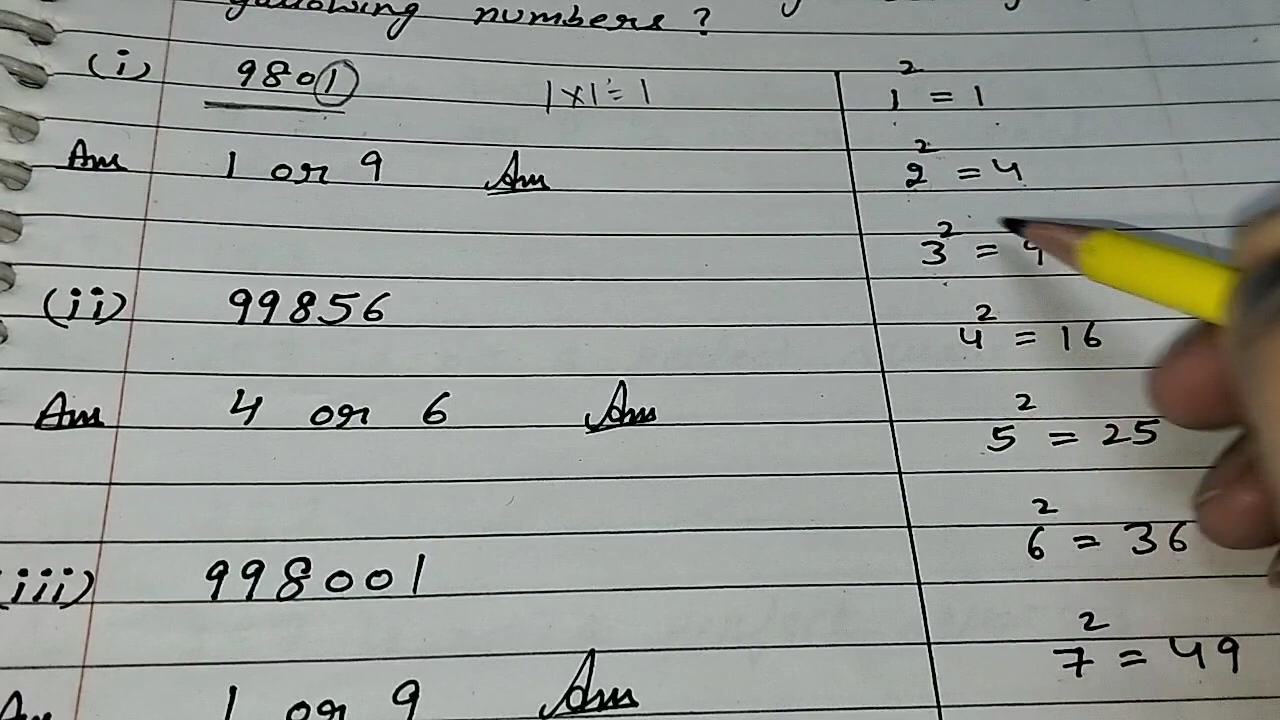 numbers?
(i) 9801 1×1=1
Ans 1 or 9 Ans
(ii) 99856
Ans 4 or 6 Ans
(iii) 998001
1 or 9 Ans
1² = 1
2² = 4
3² = 9
4² = 16
5² = 25
6² = 36
7² = 49